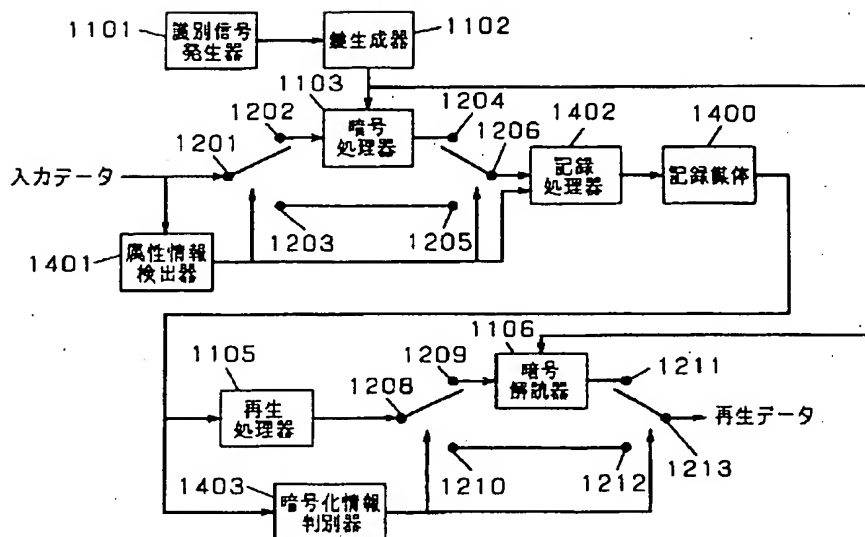 1101
識別信号
発生器
鍵生成器
1102
1103
1202
暗号
処理器
1204
1206
1402
1400
1201
入力データ
記録
処理器
記録媒体
1203
1205
1401
属性情報
検出器
1105
1209
1106
1211
1208
暗号
解読器
再生
処理器
再生データ
1403
1210
1212
1213
暗号化情報
判別器